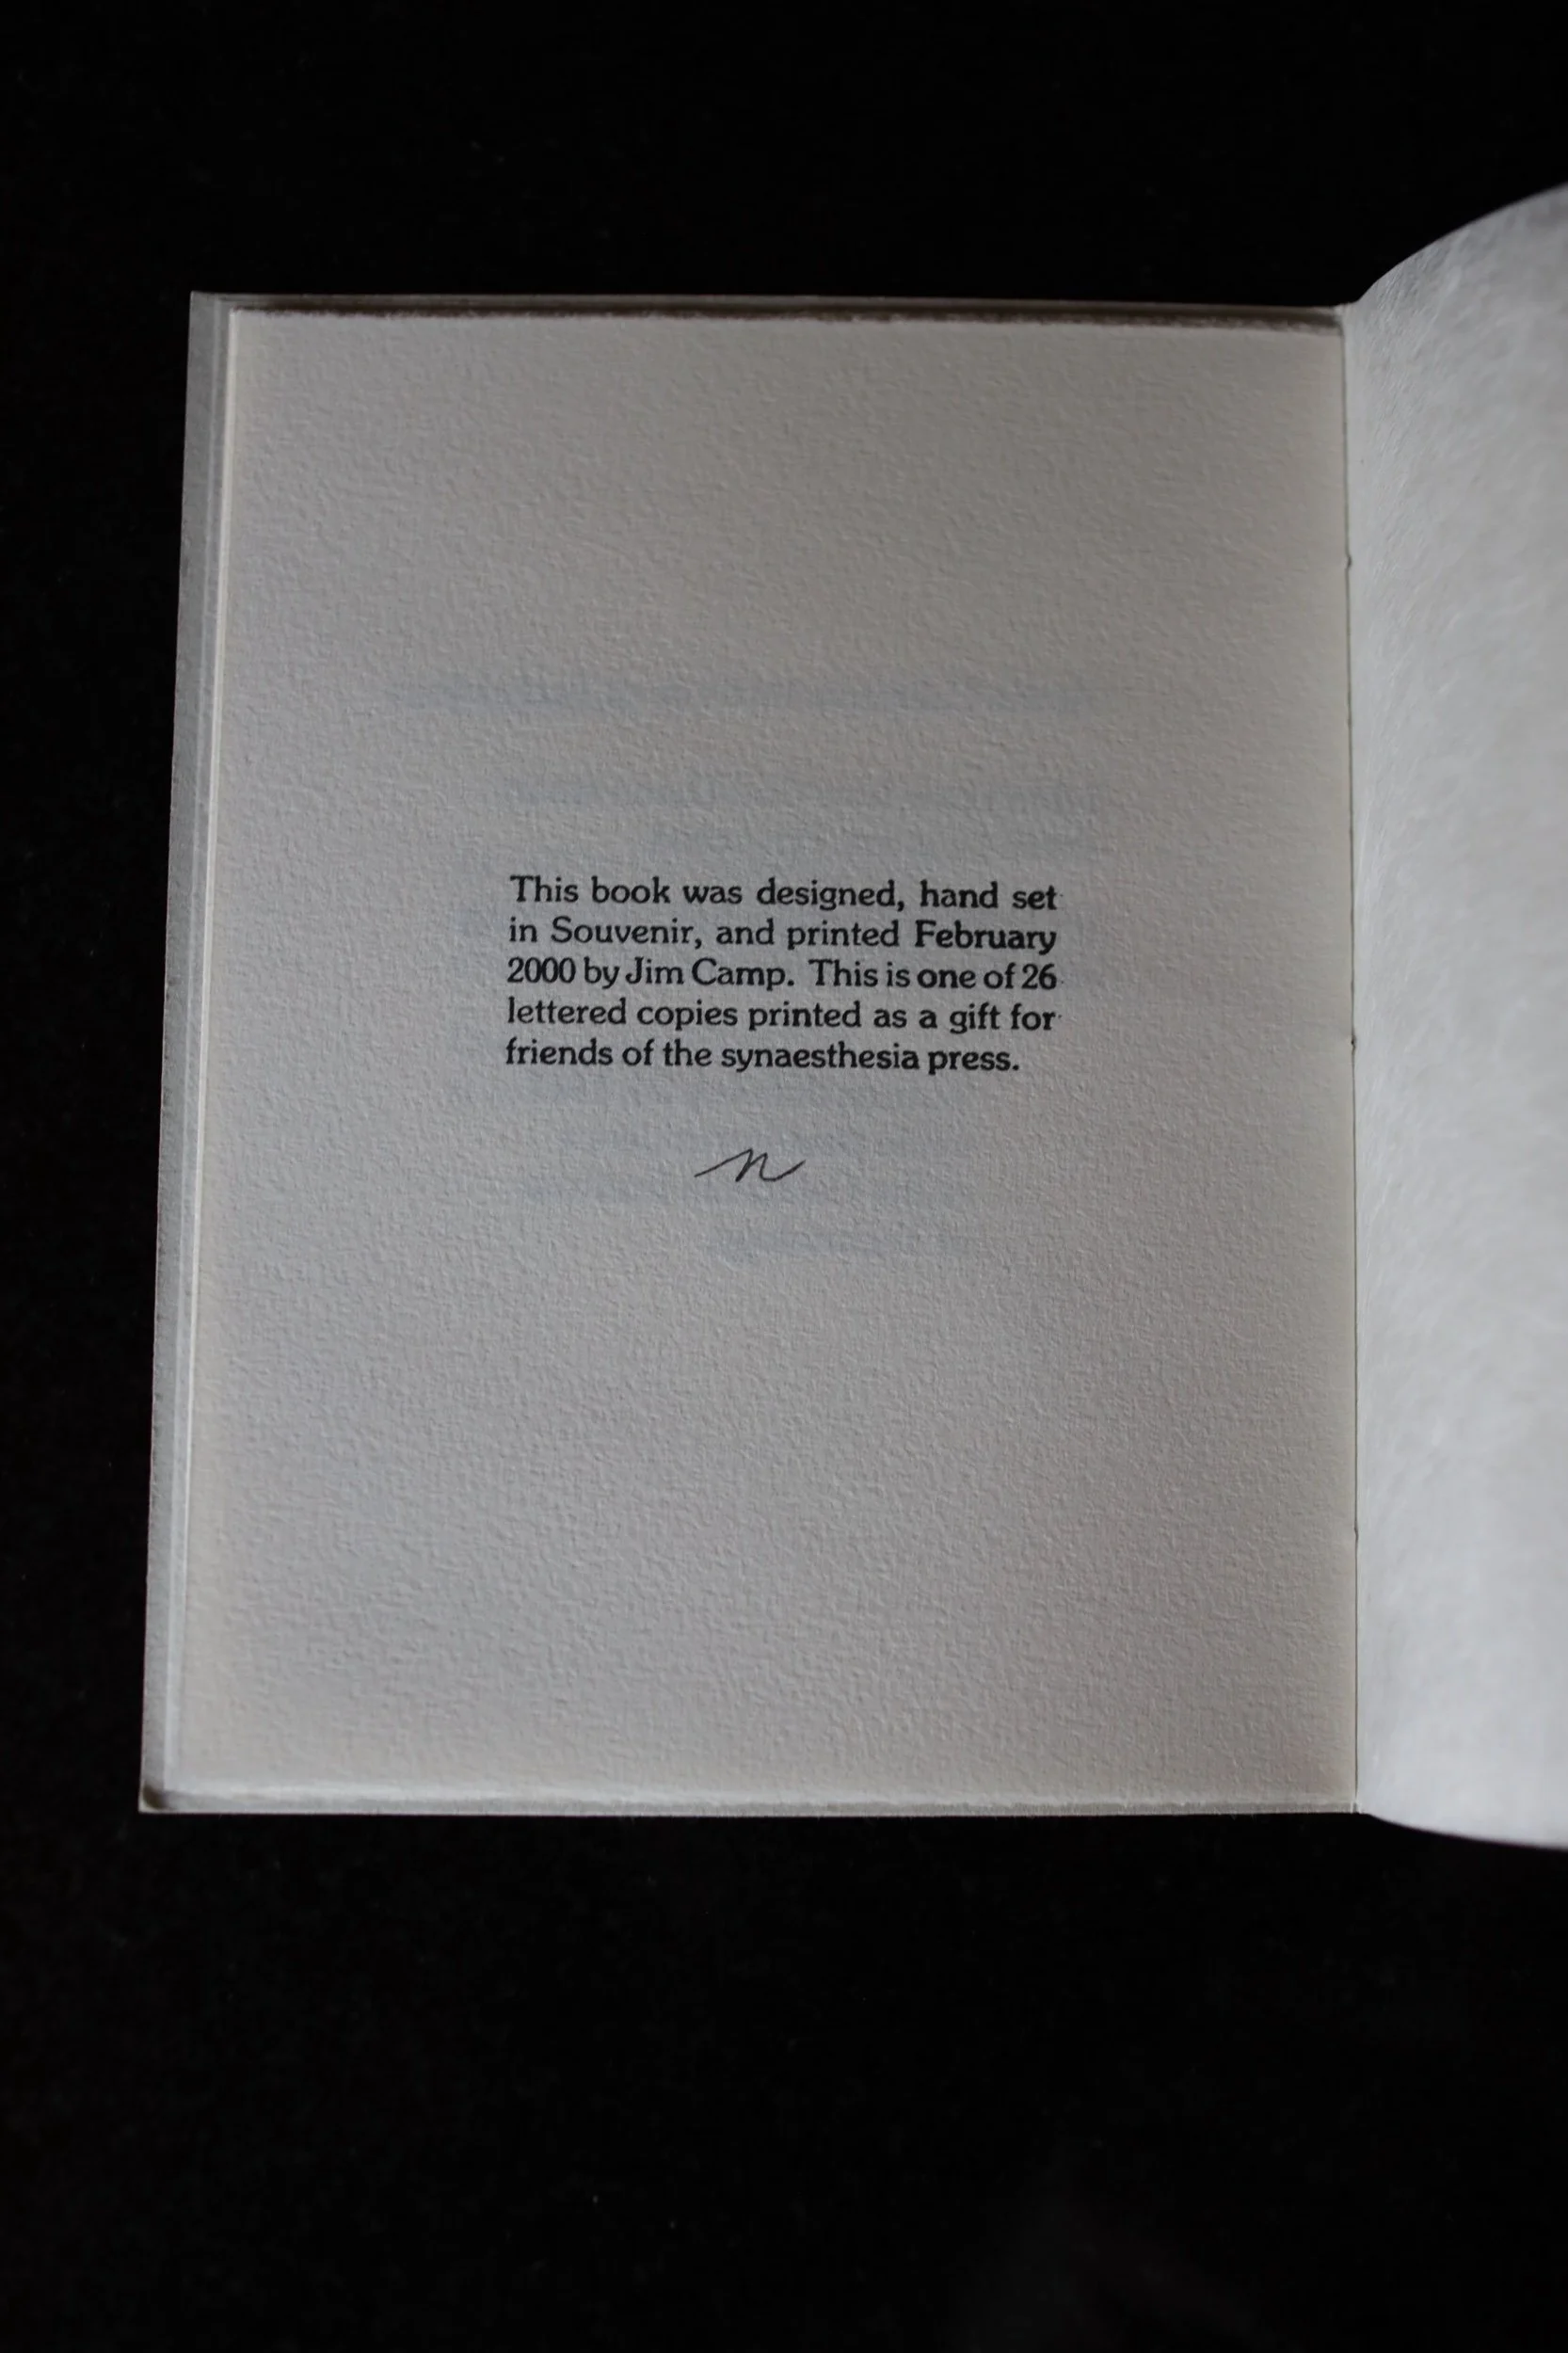 This book was designed, hand set
in Souvenir, and printed February
2000 by Jim Camp. This is one of 26
lettered copies printed as a gift for
friends of the synaesthesia press.
n